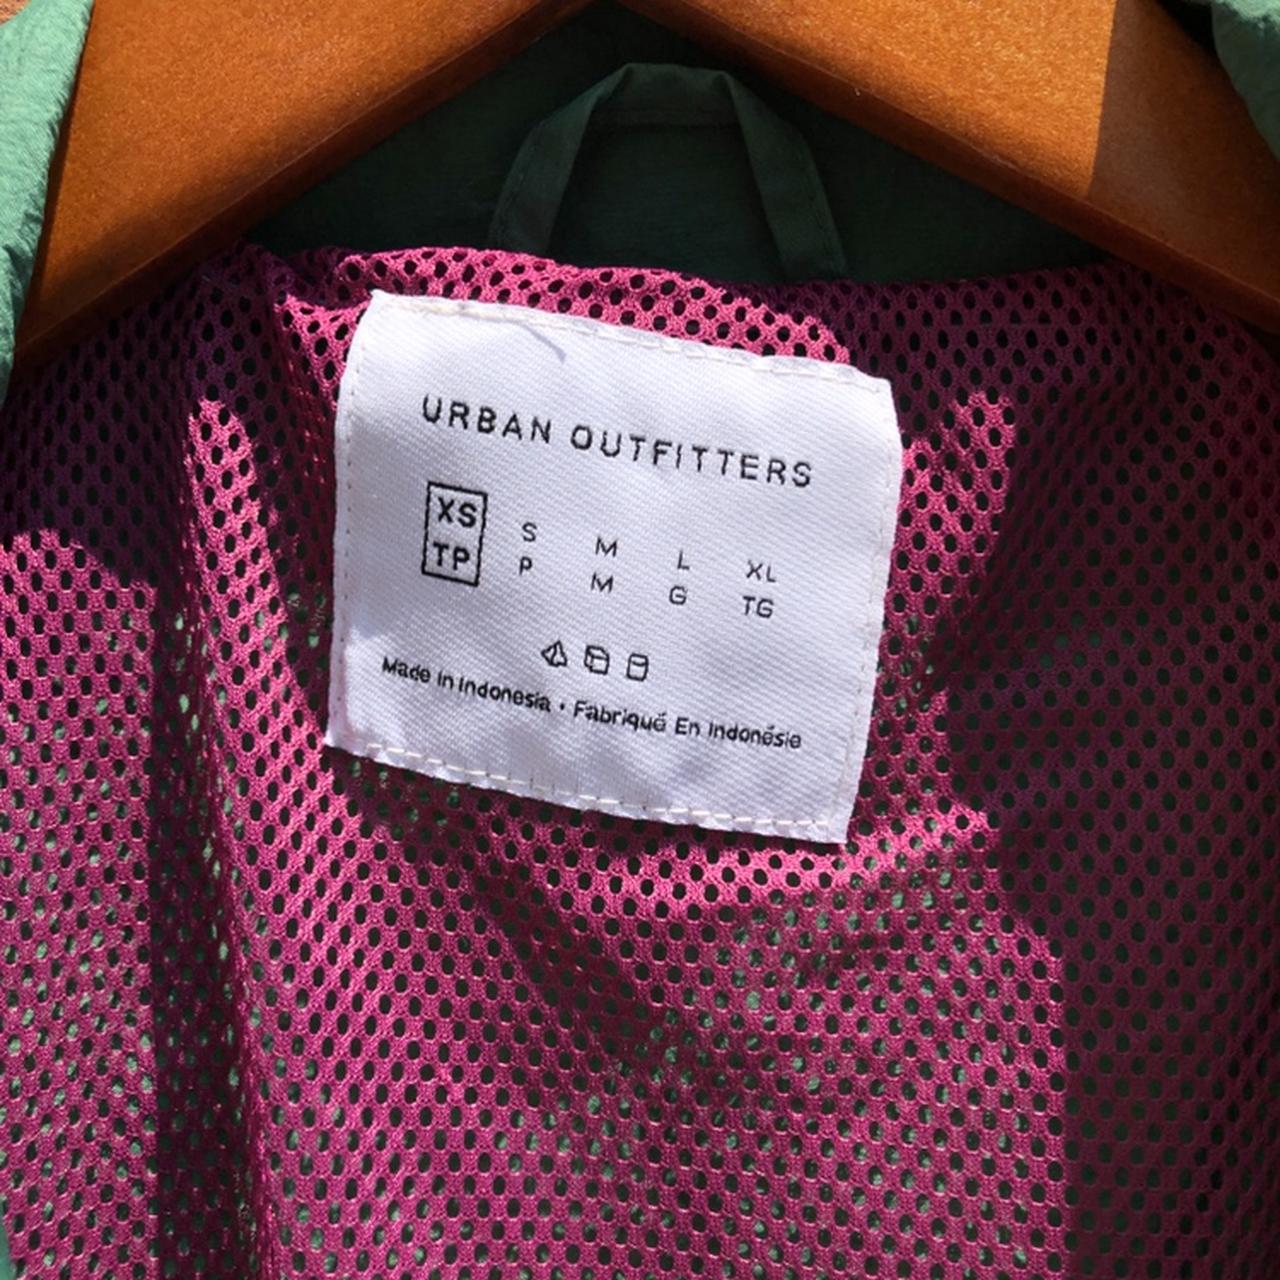 URBAN OUTFITTERS
XS S M L XL
TP P M G TG
Made in Indonesia • Fabriqué En Indonésie